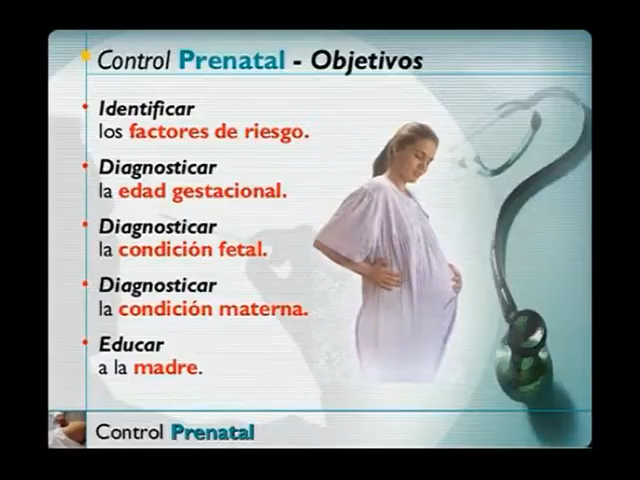 Control Prenatal - Objetivos
Identificar
los factores de riesgo.
Diagnosticar
la edad gestacional.
Diagnosticar
la condición fetal.
Diagnosticar
la condición materna.
Educar
a la madre.
Control Prenatal